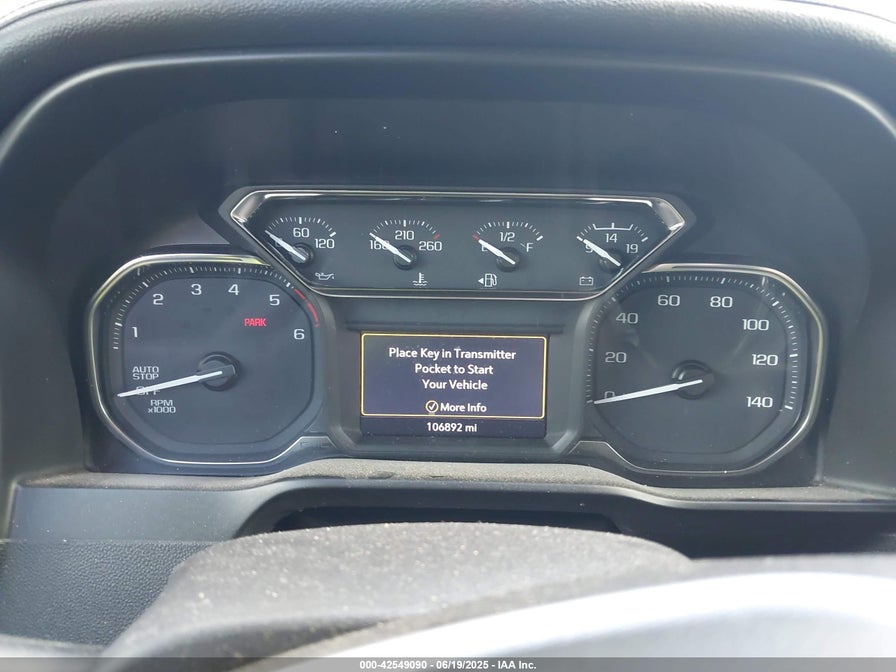 60
120
210
160
260
1/2
F
14
9
19
1
2
3
4
5
6
PARK
AUTO
STOP
OFF
RPM
x1000
Place Key in Transmitter
Pocket to Start
Your Vehicle
More Info
106892 mi
0
20
40
60
80
100
120
140
000-42549090 - 06/19/2025 - IAA Inc.